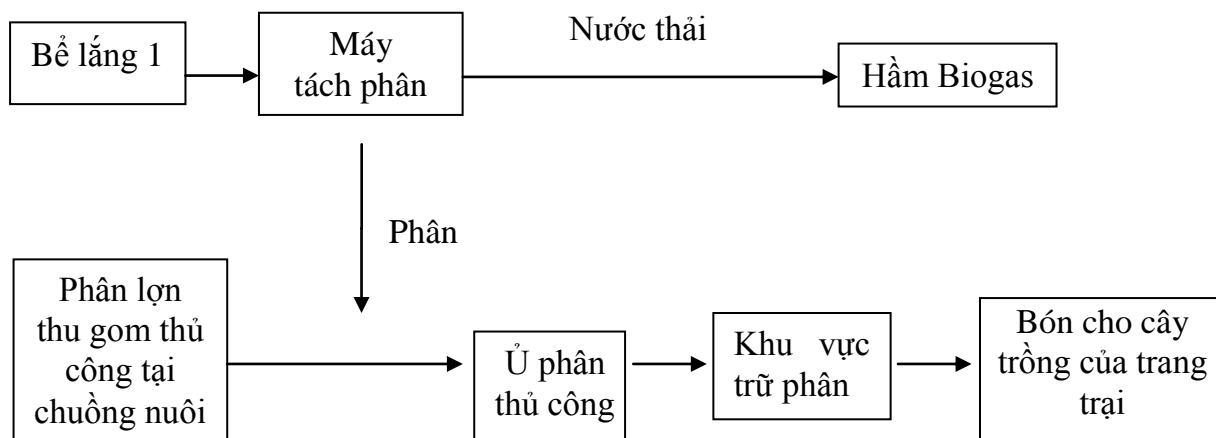 Nước thải
Bể lắng 1
Máy
tách phân
Hầm Biogas
Phân
Phân lợn
thu gom thủ
công tại
chuồng nuôi
Ủ phân
thủ công
Khu vực
trữ phân
Bón cho cây
trồng của trang
trại